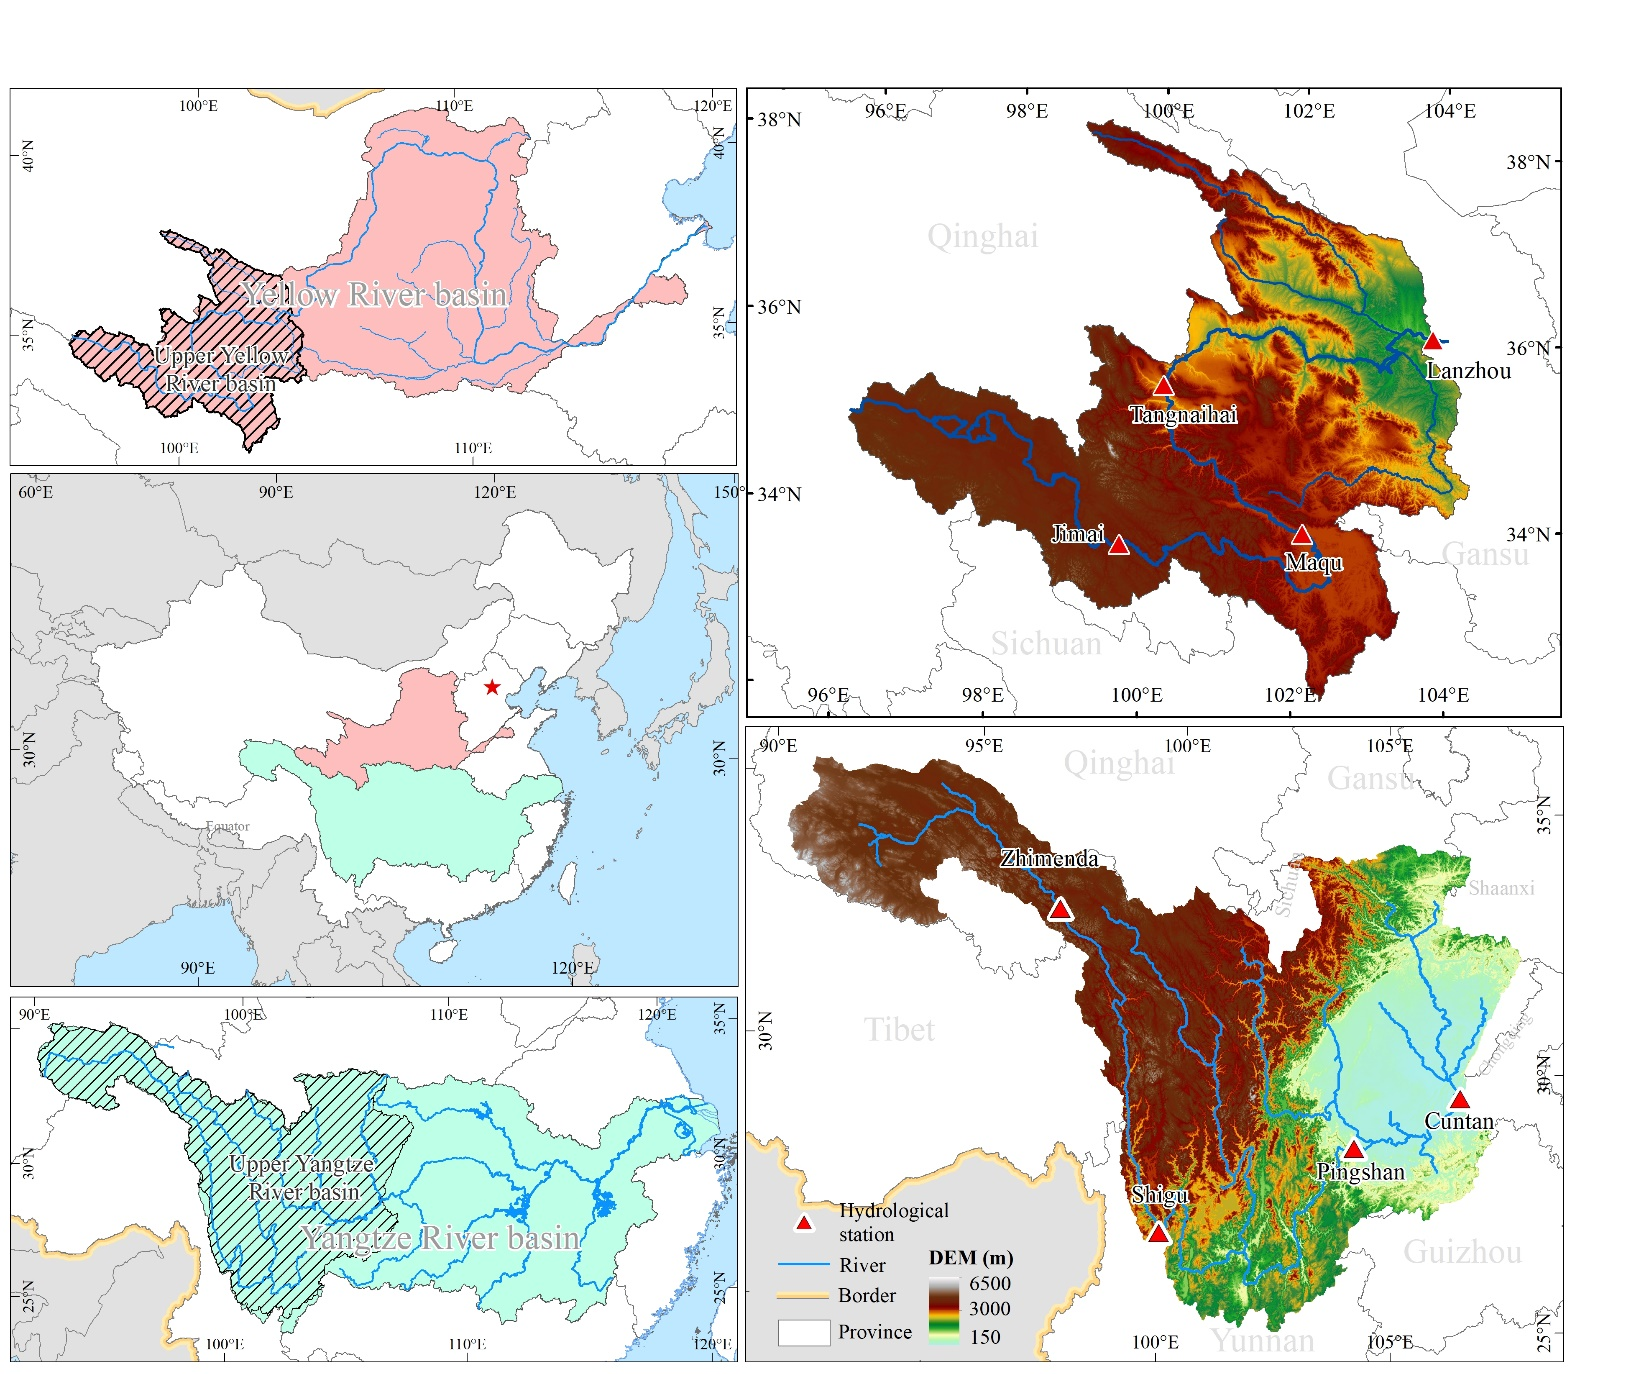 100°E
110°E
120°E
40°N
40°N
Yellow River basin
35°N
35°N
Upper Yellow
River basin
100°E
110°E
60°E
90°E
120°E
150°
30°N
30°N
Equator
90°E
120°E
90°E
100°E
110°E
120°E
35°N
30°N
30°N
Upper Yangtze
River basin
Yangtze River basin
25°N
25°N
100°E
110°E
120°E
96°E
98°E
100°E
102°E
104°E
38°N
38°N
Qinghai
36°N
36°N
Lanzhou
Tangnaihai
34°N
34°N
Jimai
Maqu
Gansu
Sichuan
96°E
98°E
100°E
102°E
104°E
90°E
95°E
100°E
105°E
Qinghai
Gansu
35°N
Zhimenda
Sichuan
Shaanxi
Tibet
30°N
Chongqing
30°N
Cuntan
Pingshan
Shigu
Guizhou
Yunnan
Hydrological
station
River
Border
Province
DEM (m)
6500
3000
150
100°E
105°E
25°N